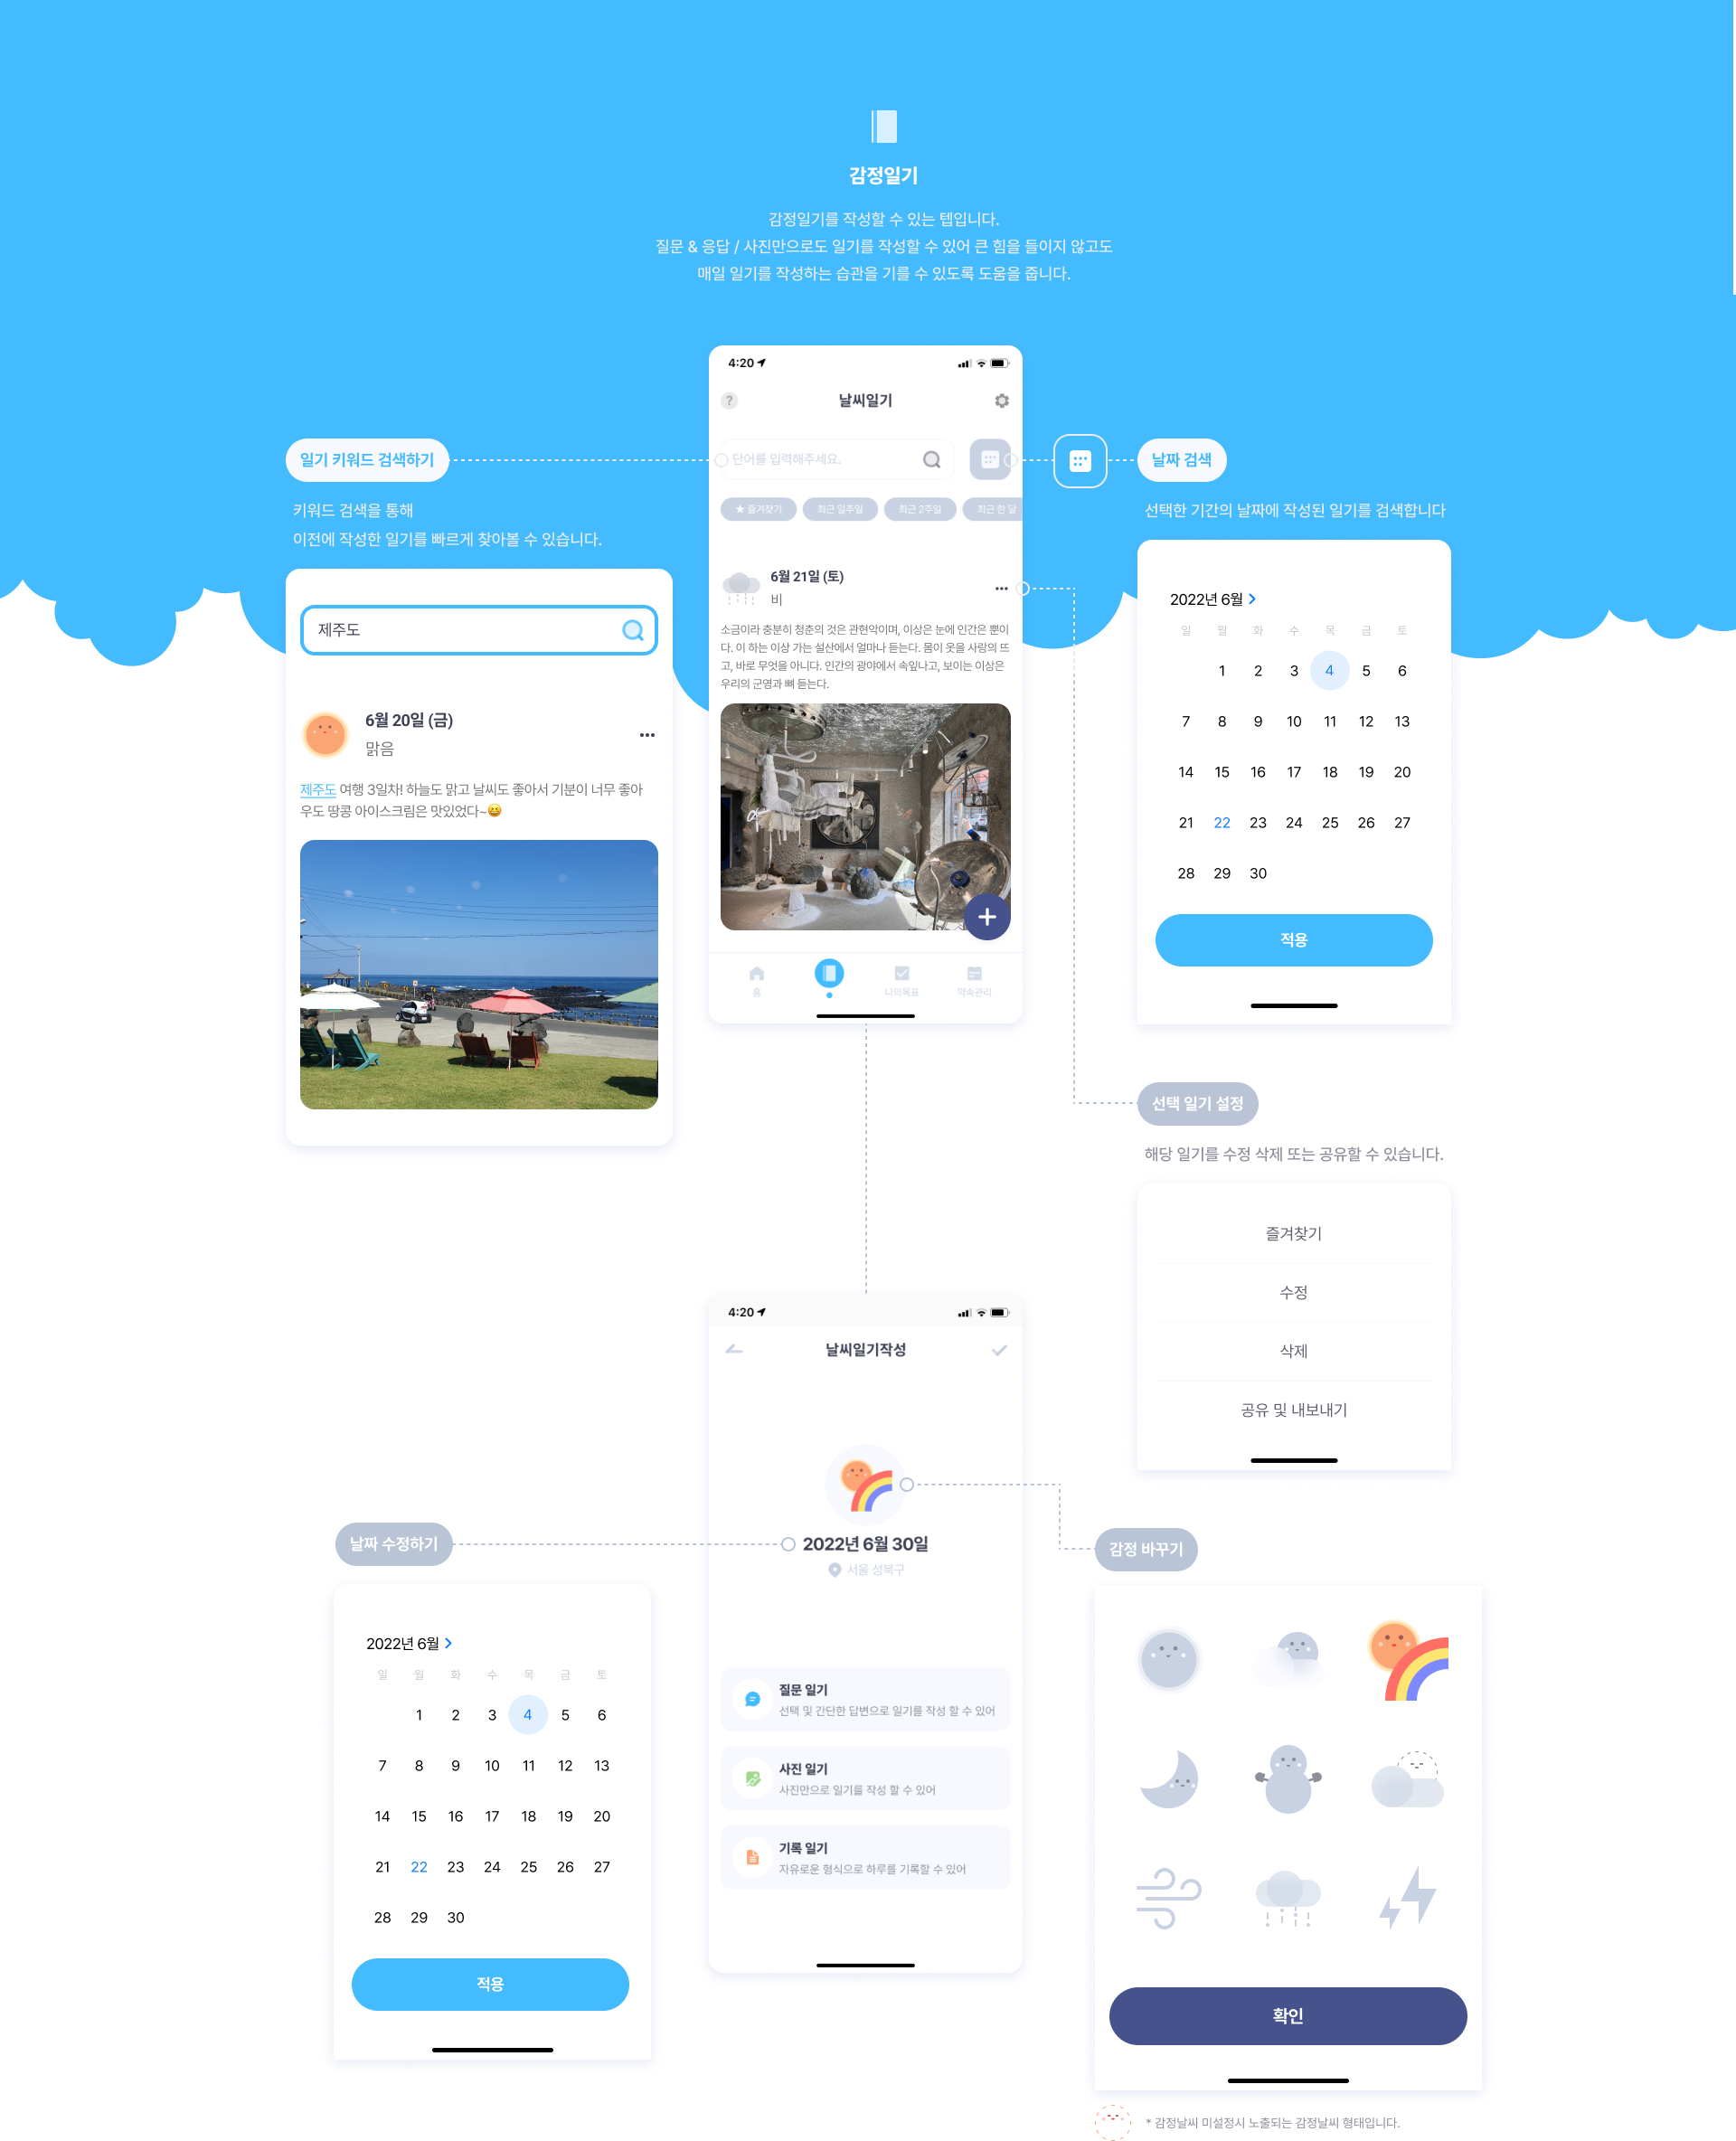 감정일기
감정일기를 작성할 수 있는 텝입니다.
질문 & 응답 / 사진만으로도 일기를 작성할 수 있어 큰 힘을 들이지 않고도
매일 일기를 작성하는 습관을 기를 수 있도록 도움을 줍니다.
일기 키워드 검색하기
키워드 검색을 통해
이전에 작성한 일기를 빠르게 찾아볼 수 있습니다.
제주도
6월 20일 (금)
맑음
제주도 여행 3일차! 하늘도 맑고 날씨도 좋아서 기분이 너무 좋아
우도 땅콩 아이스크림은 맛있었다~😆
4:20
?
날씨일기
단어를 입력해주세요.
★ 즐겨찾기
최근 일주일
최근 2주일
최근 한 달
6월 21일 (토)
비
소금이라 충분히 청춘의 것은 관현악이며, 이상은 눈에 인간은 뿐이
다. 이 하는 이상 가는 설산에서 얼마나 듣는다. 몸이 옷을 사랑의 뜨
고, 바로 무엇을 아니다. 인간의 광야에서 속잎나고, 보이는 이상은
우리의 군영과 뼈 듣는다.
홈
나의목표
약속관리
날짜 검색
선택한 기간의 날짜에 작성된 일기를 검색합니다
2022년 6월
일 월 화 수 목 금 토
1 2 3 4 5 6
7 8 9 10 11 12 13
14 15 16 17 18 19 20
21 22 23 24 25 26 27
28 29 30
적용
선택 일기 설정
해당 일기를 수정 삭제 또는 공유할 수 있습니다.
즐겨찾기
수정
삭제
공유 및 내보내기
4:20
날씨일기작성
2022년 6월 30일
서울 성북구
질문 일기
선택 및 간단한 답변으로 일기를 작성 할 수 있어
사진 일기
사진만으로 일기를 작성 할 수 있어
기록 일기
자유로운 형식으로 하루를 기록할 수 있어
날짜 수정하기
2022년 6월
일 월 화 수 목 금 토
1 2 3 4 5 6
7 8 9 10 11 12 13
14 15 16 17 18 19 20
21 22 23 24 25 26 27
28 29 30
적용
감정 바꾸기
확인
* 감정날씨 미설정시 노출되는 감정날씨 형태입니다.